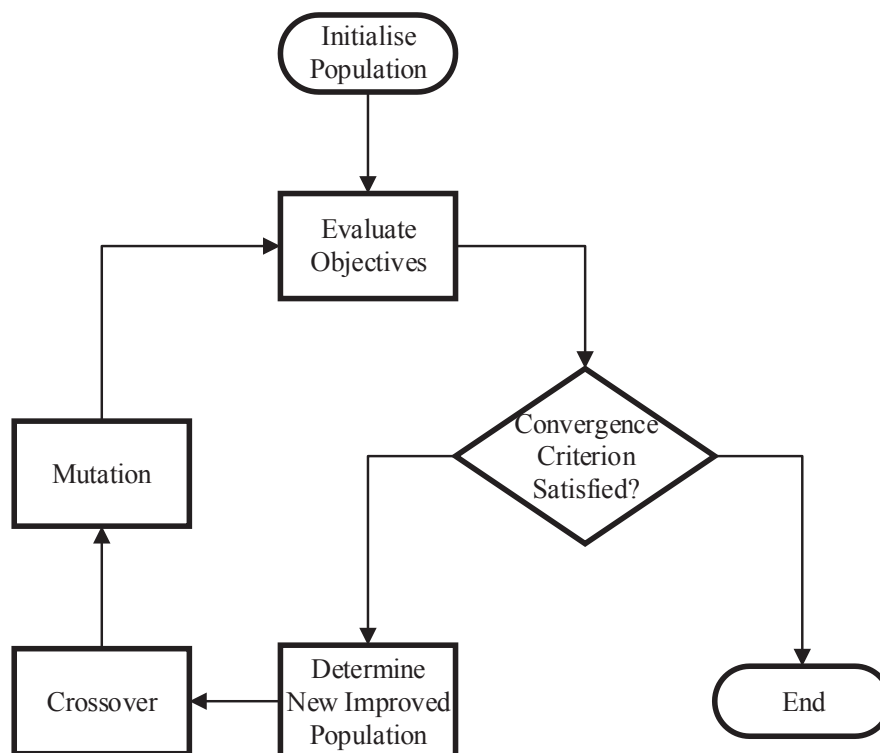 Initialise
Population
Evaluate
Objectives
Convergence
Criterion
Satisfied?
Mutation
Determine
New Improved
Population
Crossover
End